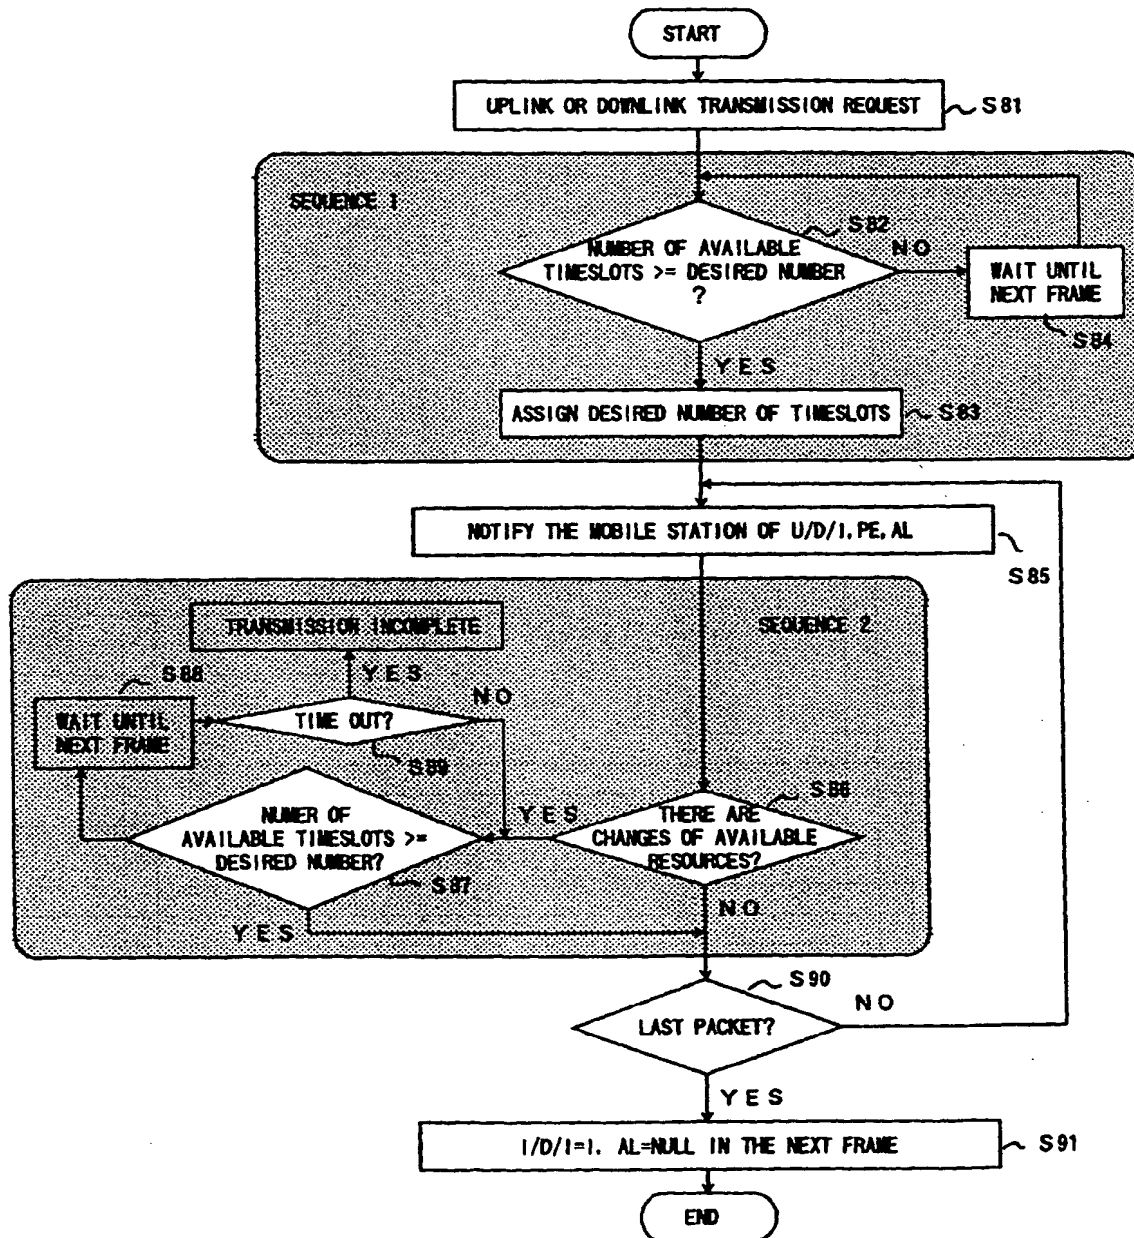 START
UPLINK OR DOWNLINK TRANSMISSION REQUEST
S81
SEQUENCE 1
S82
NUMBER OF AVAILABLE
TIMESLOTS >= DESIRED NUMBER
?
NO
WAIT UNTIL
NEXT FRAME
S84
YES
ASSIGN DESIRED NUMBER OF TIMESLOTS
S83
NOTIFY THE MOBILE STATION OF U/D/I, PE, AL
S85
SEQUENCE 2
TRANSMISSION INCOMPLETE
YES
S88
WAIT UNTIL
NEXT FRAME
TIME OUT?
NO
S89
S86
THERE ARE
CHANGES OF AVAILABLE
RESOURCES?
YES
NUMER OF
AVAILABLE TIMESLOTS >=
DESIRED NUMBER?
S87
YES
NO
S90
LAST PACKET?
NO
YES
I/D/I=I, AL=NULL IN THE NEXT FRAME
S91
END